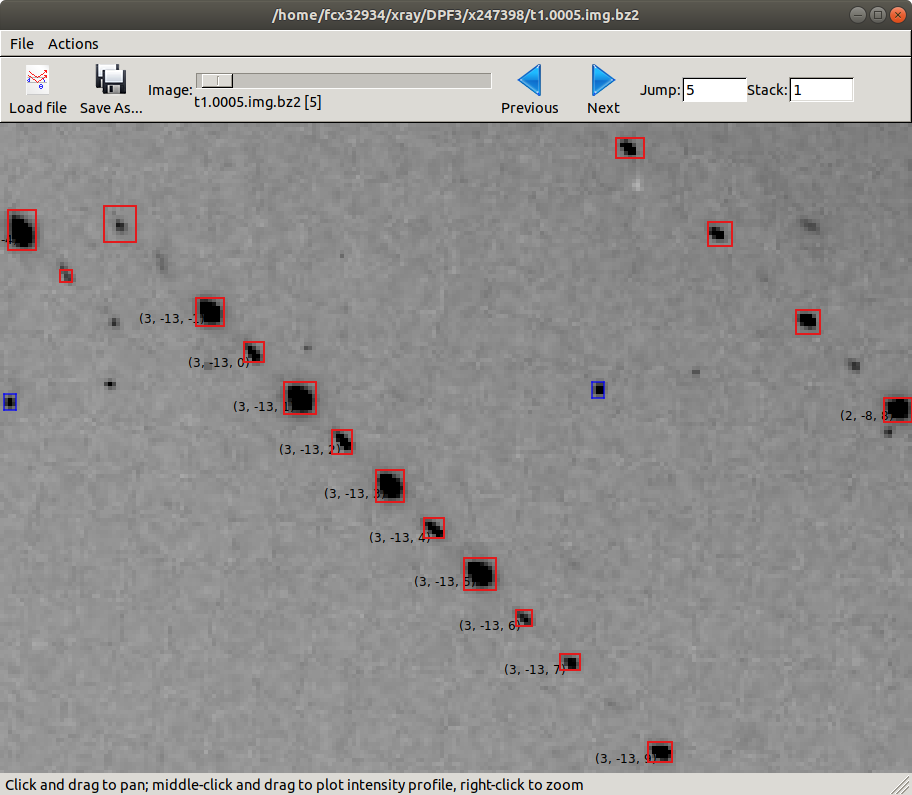 /home/fcx32934/xray/DPF3/x247398/t1.0005.img.bz2
File Actions
Load file Save As... Image: t1.0005.img.bz2 [5] Previous Next Jump: 5 Stack: 1
(3, -13, -1)
(3, -13, 0)
(3, -13, 1)
(2, -8, 8)
(3, -13, 2)
(3, -13, 3)
(3, -13, 4)
(3, -13, 5)
(3, -13, 6)
(3, -13, 7)
(3, -13, 9)
Click and drag to pan; middle-click and drag to plot intensity profile, right-click to zoom